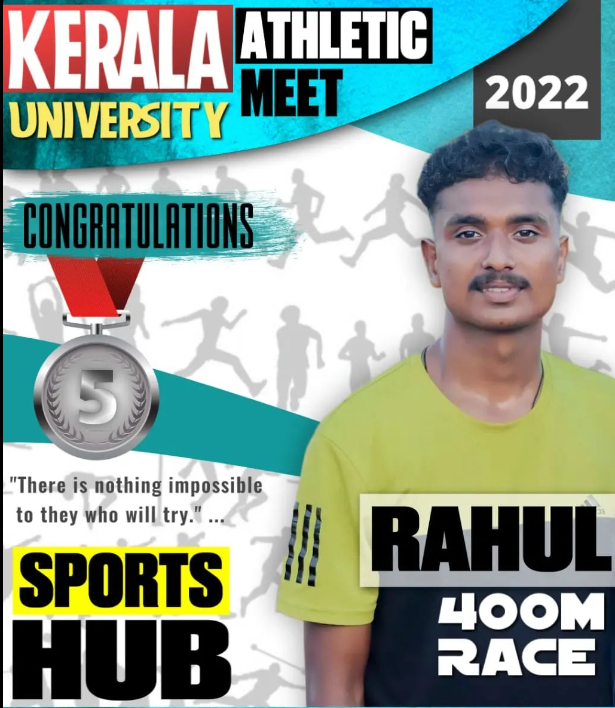 KERALA
UNIVERSITY
ATHLETIC
MEET
2022
CONGRATULATIONS
5
"There is nothing impossible
to they who will try." ...
SPORTS
HUB
RAHUL
400M
RACE